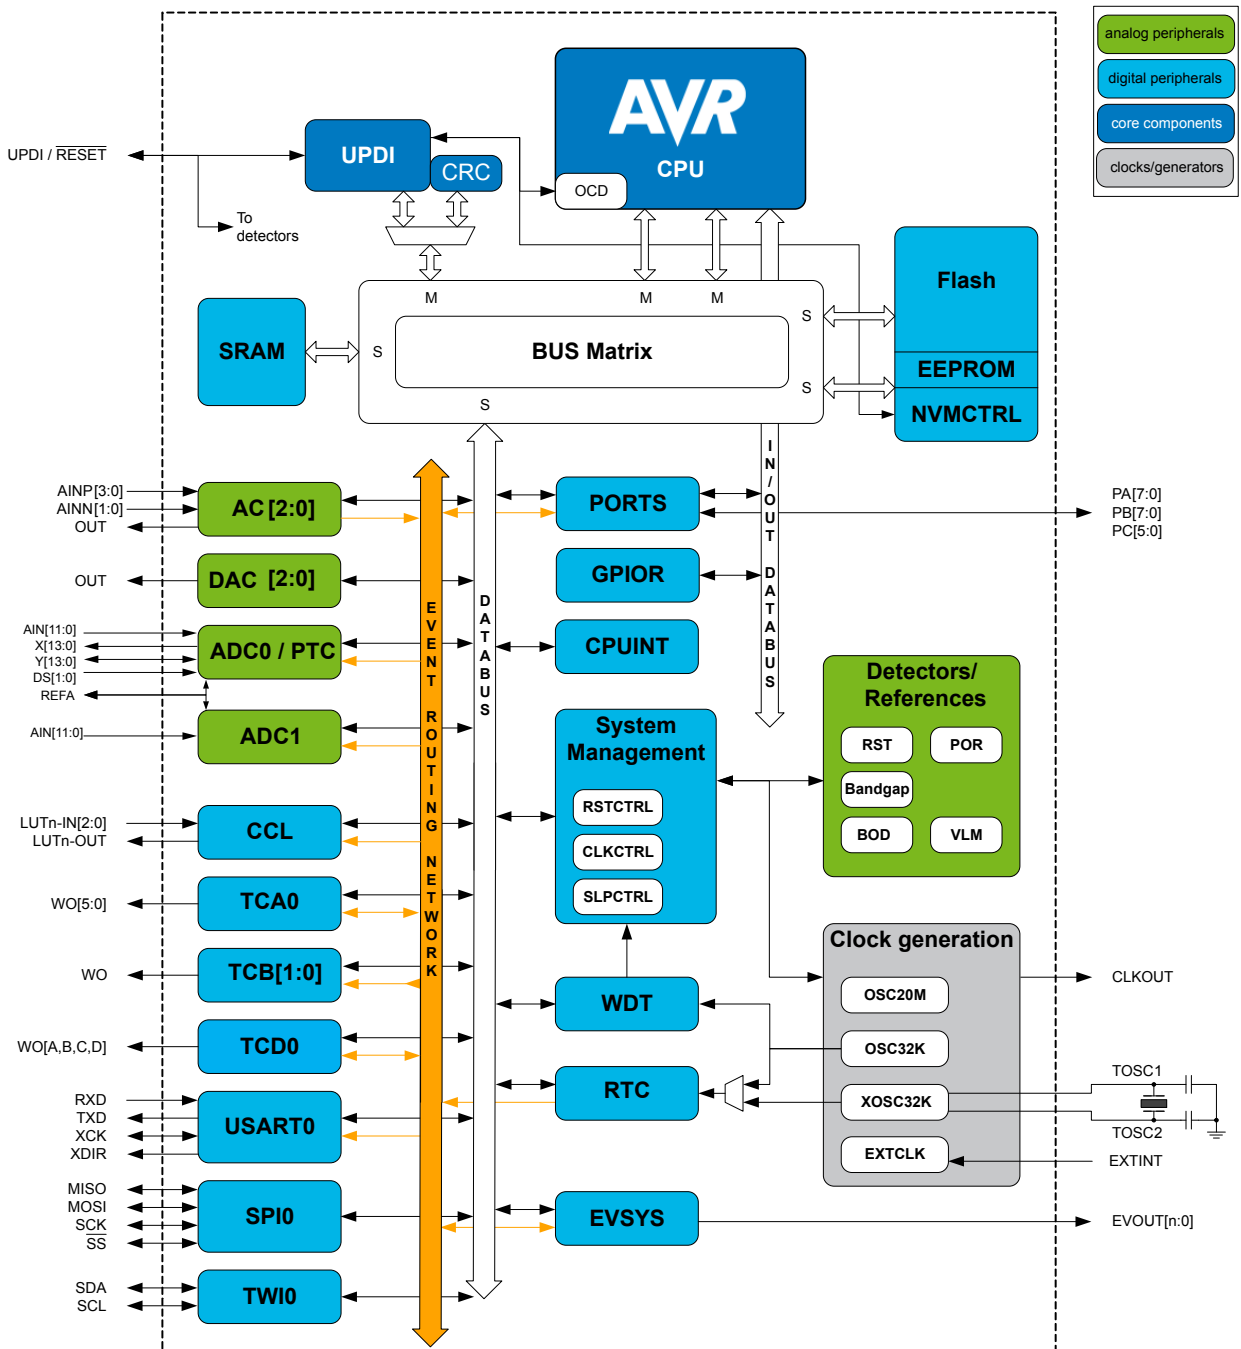 analog peripherals
digital peripherals
core components
clocks/generators
AVR
CPU
OCD
UPDI
CRC
UPDI / RESET
To
detectors
M
M
M
S
S
S
S
BUS Matrix
SRAM
Flash
EEPROM
NVMCTRL
AINP[3:0]
AINN[1:0]
OUT
AC [2:0]
OUT
DAC [2:0]
AIN[11:0]
X[13:0]
Y[13:0]
DS[1:0]
REFA
ADC0 / PTC
AIN[11:0]
ADC1
LUTn-IN[2:0]
LUTn-OUT
CCL
WO[5:0]
TCA0
WO
TCB[1:0]
WO[A,B,C,D]
TCD0
RXD
TXD
XCK
XDIR
USART0
MISO
MOSI
SCK
SS
SPI0
SDA
SCL
TWI0
EVENT ROUTING NETWORK
DATABUS
IN/OUT DATABUS
PORTS
PA[7:0]
PB[7:0]
PC[5:0]
GPIOR
CPUINT
System
Management
RSTCTRL
CLKCTRL
SLPCTRL
WDT
RTC
EVSYS
Detectors/
References
RST
POR
Bandgap
BOD
VLM
Clock generation
OSC20M
OSC32K
XOSC32K
EXTCLK
CLKOUT
TOSC1
TOSC2
EXTINT
EVOUT[n:0]